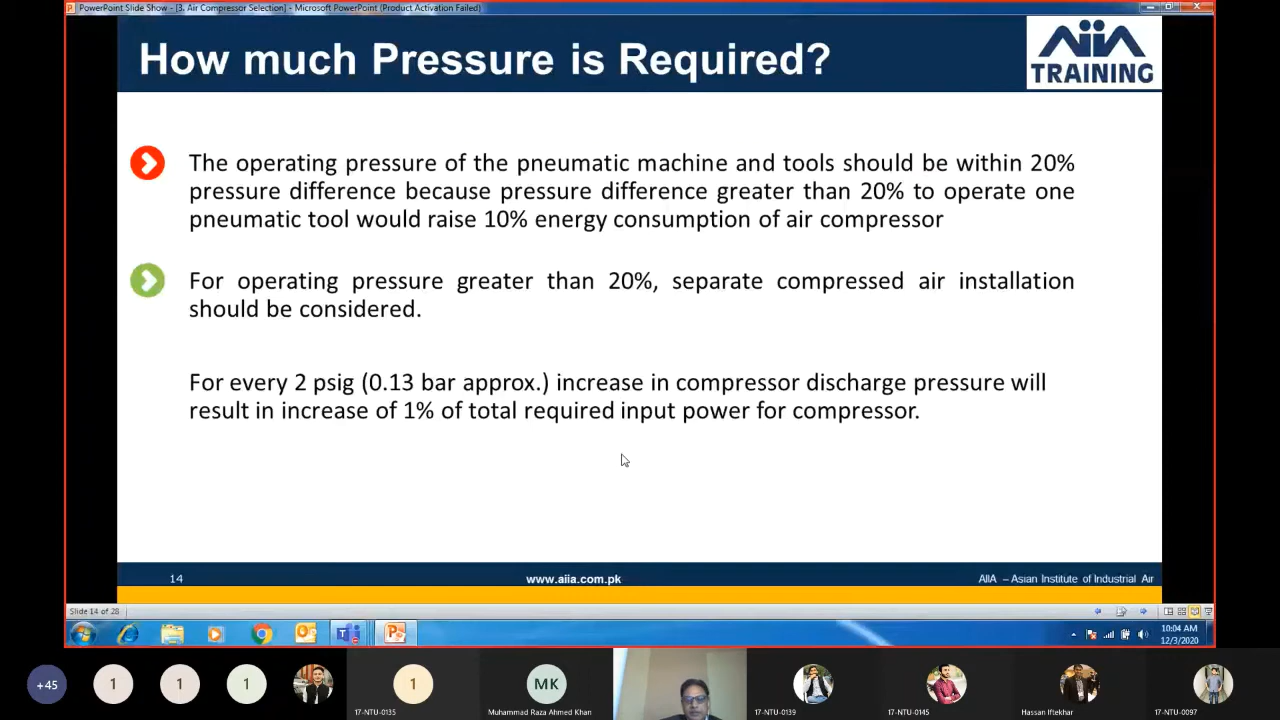 PowerPoint Slide Show - [3. Air Compressor Selection] - Microsoft PowerPoint (Product Activation Failed)
How much Pressure is Required?
AIIA
TRAINING
The operating pressure of the pneumatic machine and tools should be within 20%
pressure difference because pressure difference greater than 20% to operate one
pneumatic tool would raise 10% energy consumption of air compressor
For operating pressure greater than 20%, separate compressed air installation
should be considered.
For every 2 psig (0.13 bar approx.) increase in compressor discharge pressure will
result in increase of 1% of total required input power for compressor.
14
www.aiia.com.pk
AIIA – Asian Institute of Industrial Air
Slide 14 of 28
10:04 AM
12/3/2020
+45
1
1
1
1
MK
17-NTU-0135
Muhammad Raza Ahmed Khan
17-NTU-0139
17-NTU-0145
Hassan Iftekhar
17-NTU-0097